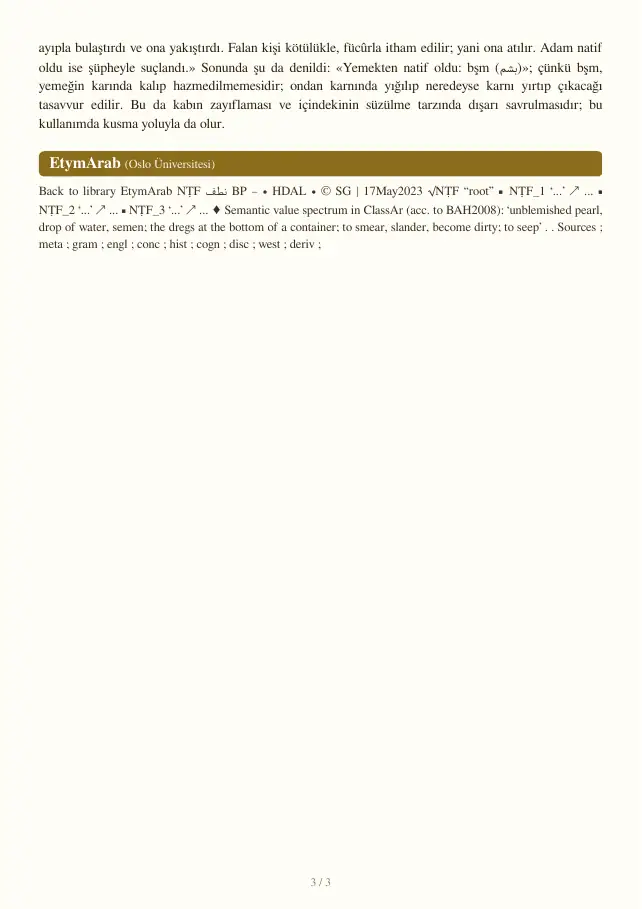 ayıpla bulaştırdı ve ona yakıştırdı. Falan kişi kötülükle, fücûrla itham edilir; yani ona atılır. Adam natif
oldu ise şüpheyle suçlandı.» Sonunda şu da denildi: «Yemekten natif oldu: bşm (بشم)»; çünkü bşm,
yemeğin karında kalıp hazmedilmemesidir; ondan karnında yığılıp neredeyse karnı yırtıp çıkacağı
tasavvur edilir. Bu da kabın zayıflaması ve içindekinin süzülme tarzında dışarı savrulmasıdır; bu
kullanımda kusma yoluyla da olur.
EtymArab (Oslo Üniversitesi)
Back to library EtymArab NṬF نطف BP – • HDAL • © SG | 17May2023 √NṬF “root” ▪ NṬF_1 ‘...’ ↗ ... ▪
NṬF_2 ‘...’ ↗ ... ▪ NṬF_3 ‘...’ ↗ ... ♦ Semantic value spectrum in ClassAr (acc. to BAH2008): ‘unblemished pearl,
drop of water, semen; the dregs at the bottom of a container; to smear, slander, become dirty; to seep’ . . Sources ;
meta ; gram ; engl ; conc ; hist ; cogn ; disc ; west ; deriv ;
3 / 3